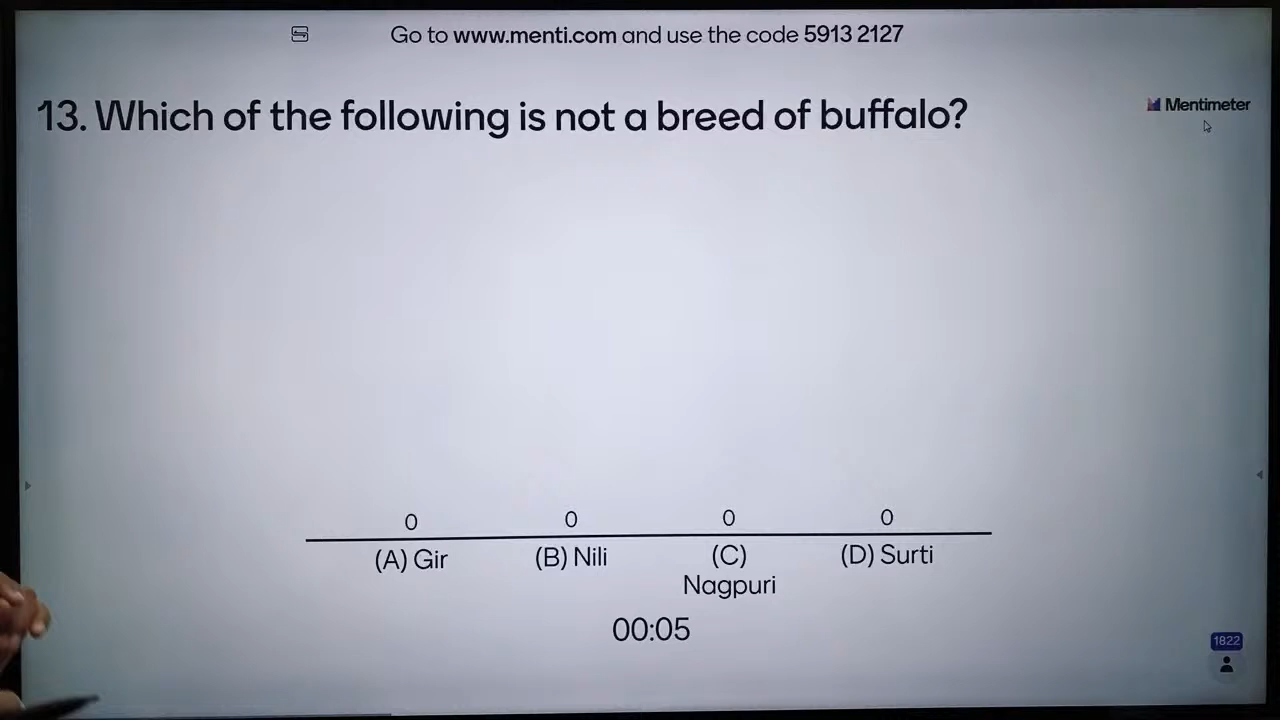 Go to www.menti.com and use the code 5913 2127
13. Which of the following is not a breed of buffalo?
Mentimeter
0
0
0
0
(A) Gir
(B) Nili
(C)
Nagpuri
(D) Surti
00:05
1822